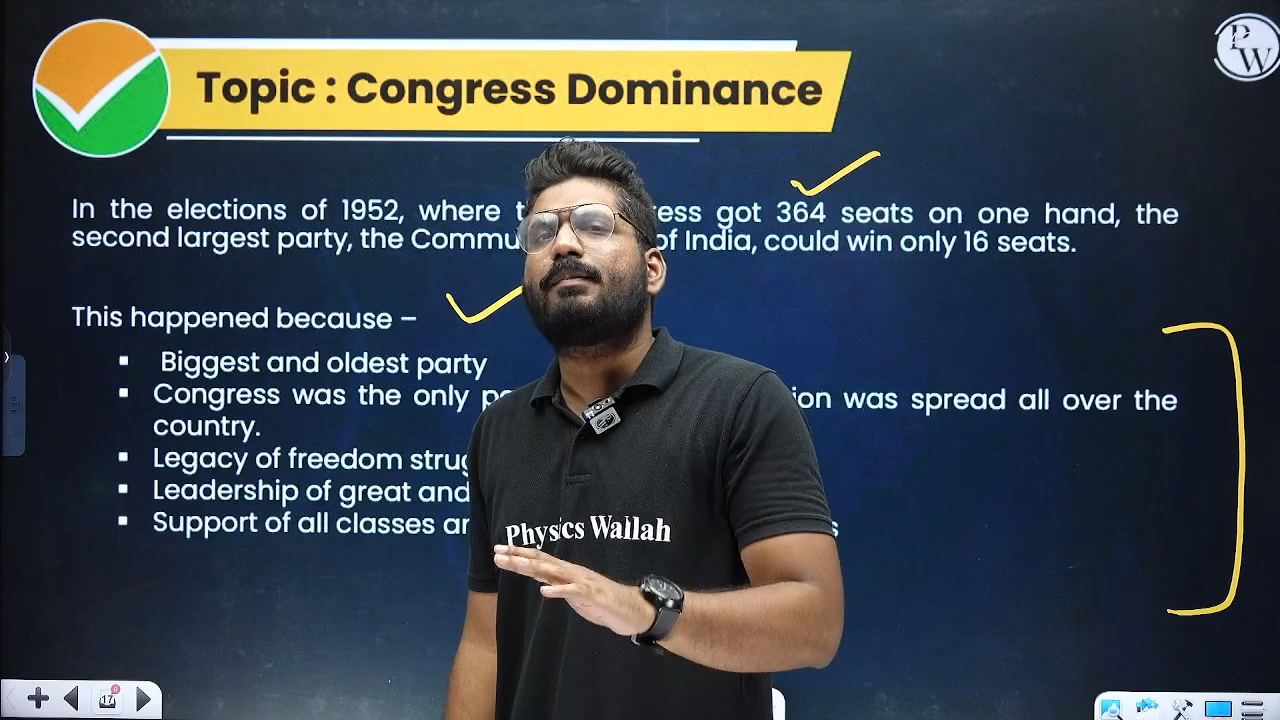 Topic : Congress Dominance
PW
In the elections of 1952, where ress got 364 seats on one hand, the
second largest party, the Commu of India, could win only 16 seats.
This happened because –
▪ Biggest and oldest party
▪ Congress was the only ion was spread all over the
country.
▪ Legacy of freedom
▪ Leadership of great and
▪ Support of all classes
Physics Wallah
17